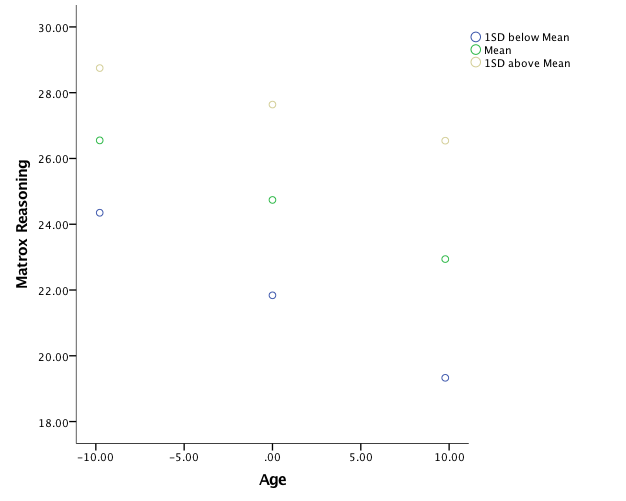 30.00
28.00
26.00
24.00
22.00
20.00
18.00
Matrox Reasoning
-10.00
-5.00
.00
5.00
10.00
Age
1SD below Mean
Mean
1SD above Mean